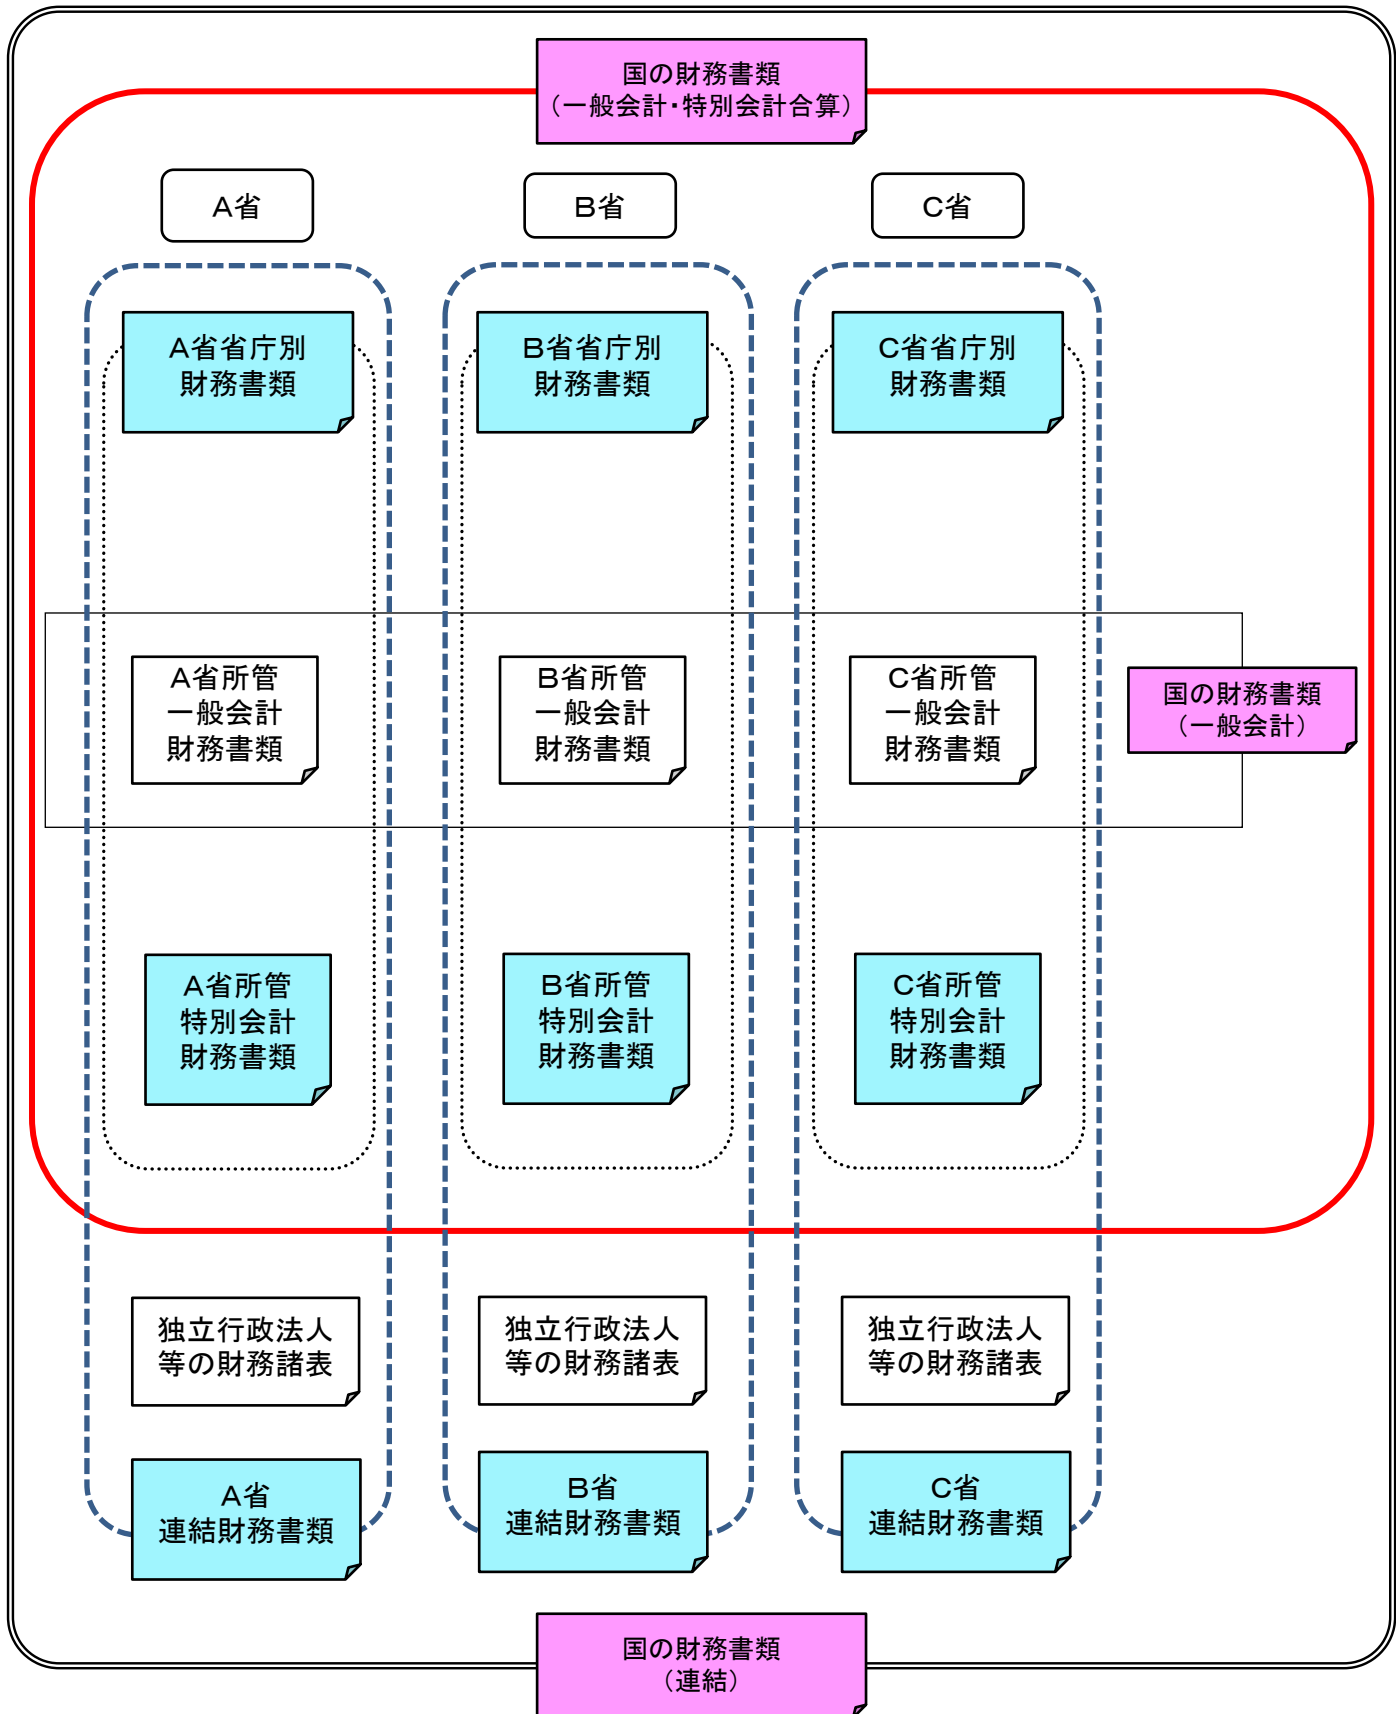 国の財務書類
（一般会計・特別会計合算）
A省
B省
C省
A省省庁別
財務書類
B省省庁別
財務書類
C省省庁別
財務書類
A省所管
一般会計
財務書類
B省所管
一般会計
財務書類
C省所管
一般会計
財務書類
国の財務書類
（一般会計）
A省所管
特別会計
財務書類
B省所管
特別会計
財務書類
C省所管
特別会計
財務書類
独立行政法人
等の財務諸表
独立行政法人
等の財務諸表
独立行政法人
等の財務諸表
A省
連結財務書類
B省
連結財務書類
C省
連結財務書類
国の財務書類
（連結）